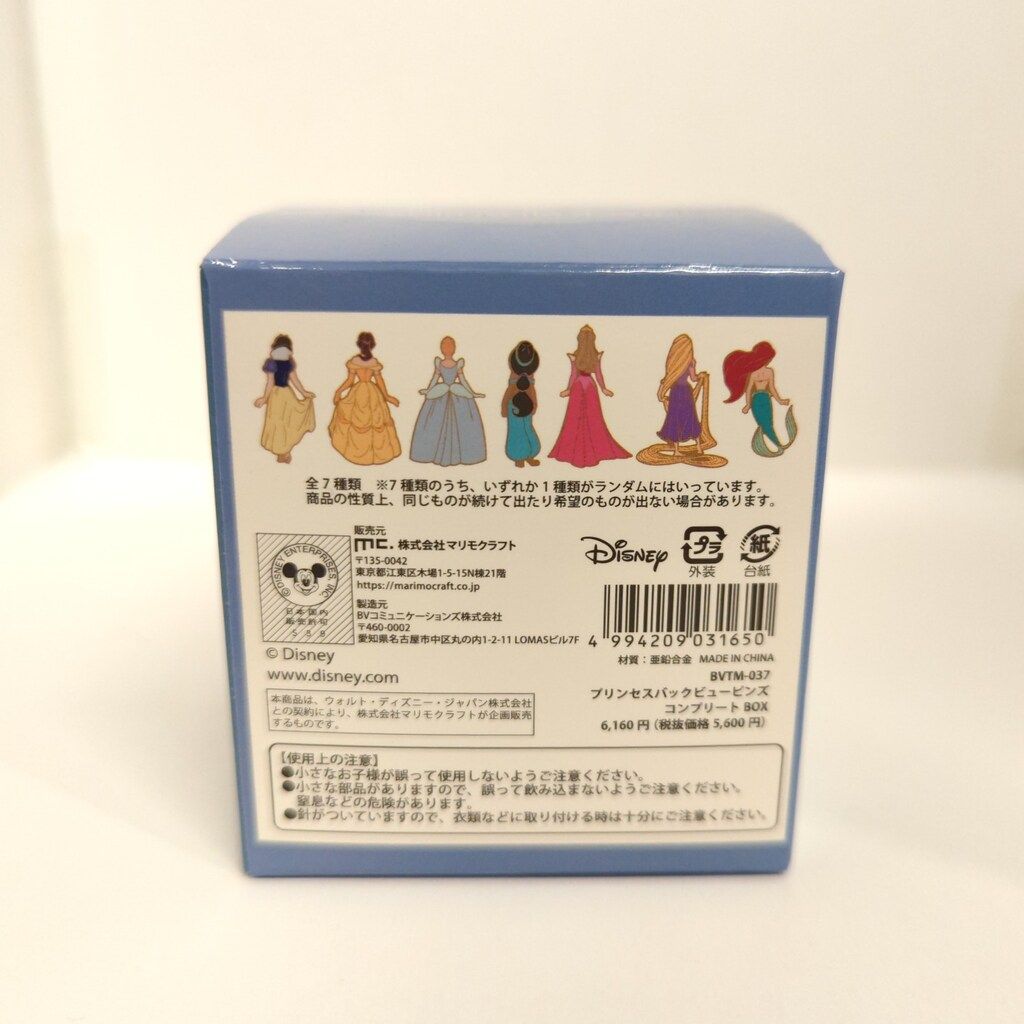 全7種類 ※7種類のうち、いずれか1種類がランダムにはいっています。
商品の性質上、同じものが続けて出たり希望のものが出ない場合があります。
販売元
mc. 株式会社マリモクラフト
〒135-0042
東京都江東区木場1-5-15N棟21階
https://marimocraft.co.jp
製造元
BVコミュニケーションズ株式会社
〒460-0002
愛知県名古屋市中区丸の内1-2-11 LOMASビル7F
©DISNEY ENTERPRISES, INC.
日本国内
販売許可
© Disney
www.disney.com
本商品は、ウォルト・ディズニー・ジャパン株式会社
との契約により、株式会社マリモクラフトが企画販売
するものです。
Disney
プラ
外装
紙
台紙
4 994209 031650
材質：亜鉛合金 MADE IN CHINA
BVTM-037
プリンセスバックビューピンズ
コンプリート BOX
6,160 円 (税抜価格 5,600 円)
【使用上の注意】
●小さなお子様が誤って使用しないようご注意ください。
●小さな部品がありますので、誤って飲み込まないようご注意ください。
窒息などの危険があります。
●針がついていますので、衣類などに取り付ける時は十分にご注意ください。